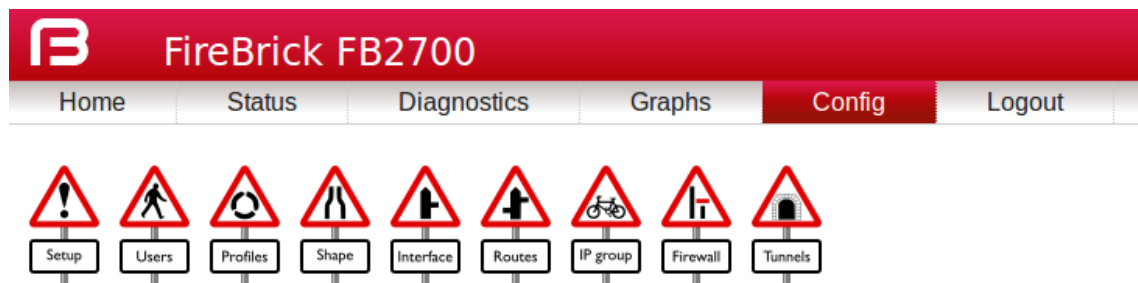 FireBrick FB2700
Home Status Diagnostics Graphs Config Logout
Setup Users Profiles Shape Interface Routes IP group Firewall Tunnels